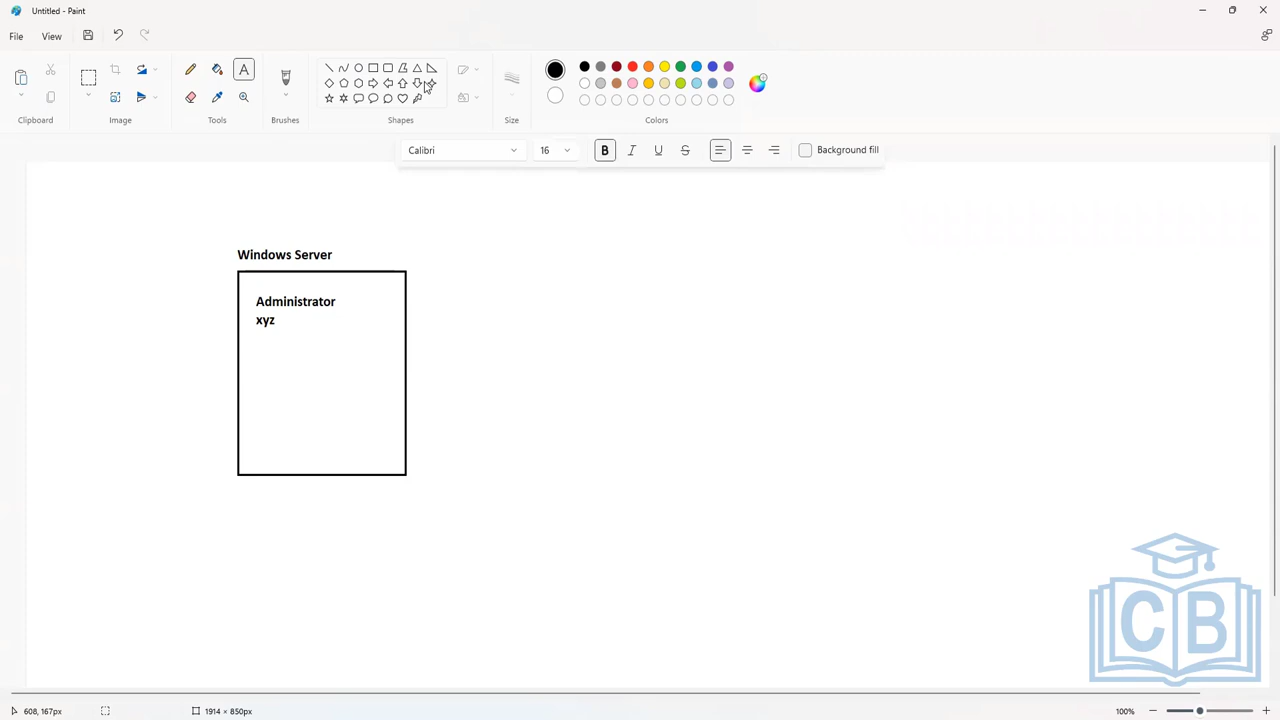 Untitled - Paint
File
View
Clipboard
Image
Tools
Brushes
Shapes
Size
Colors
Calibri
16
B
I
U
S
Background fill
Windows Server
Administrator
xyz
CB
608, 167px
1914 × 850px
100%